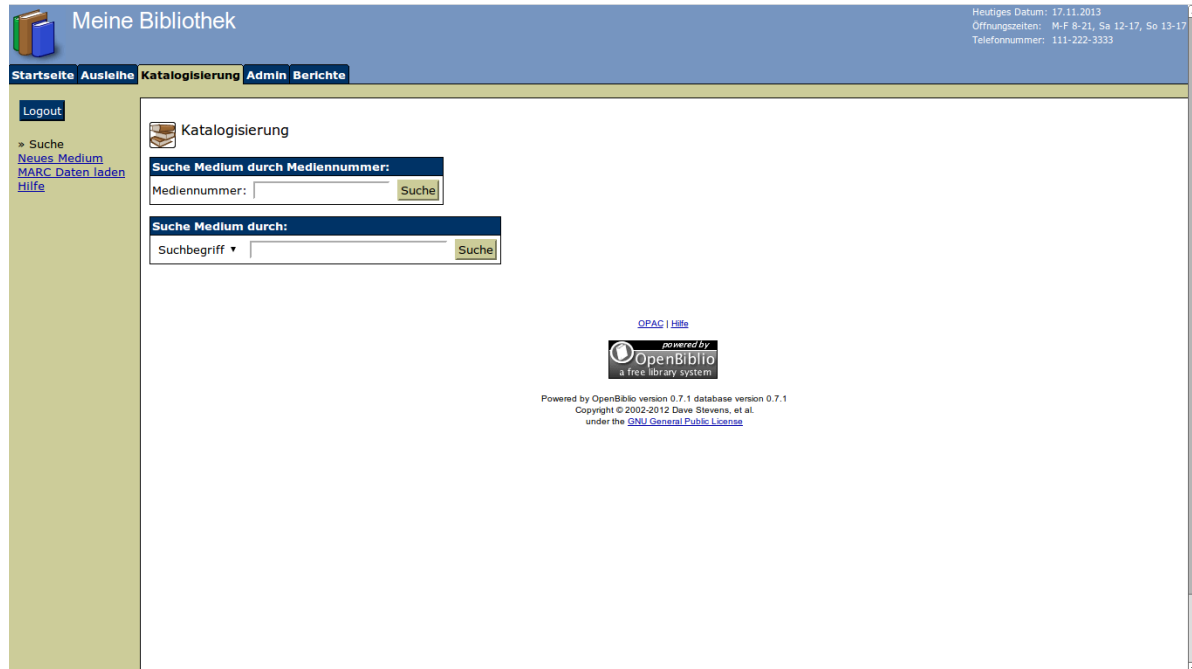 Meine Bibliothek
Heutiges Datum: 17.11.2013
Öffnungszeiten: M-F 8-21, Sa 12-17, So 13-17
Telefonnummer: 111-222-3333
Startseite Ausleihe Katalogisierung Admin Berichte
Logout
» Suche
Neues Medium
MARC Daten laden
Hilfe
Katalogisierung
Suche Medium durch Mediennummer:
Mediennummer: Suche
Suche Medium durch:
Suchbegriff ▼ Suche
OPAC | Hilfe
powered by
OpenBiblio
a free library system
Powered by OpenBiblio version 0.7.1 database version 0.7.1
Copyright © 2002-2012 Dave Stevens, et al.
under the GNU General Public License